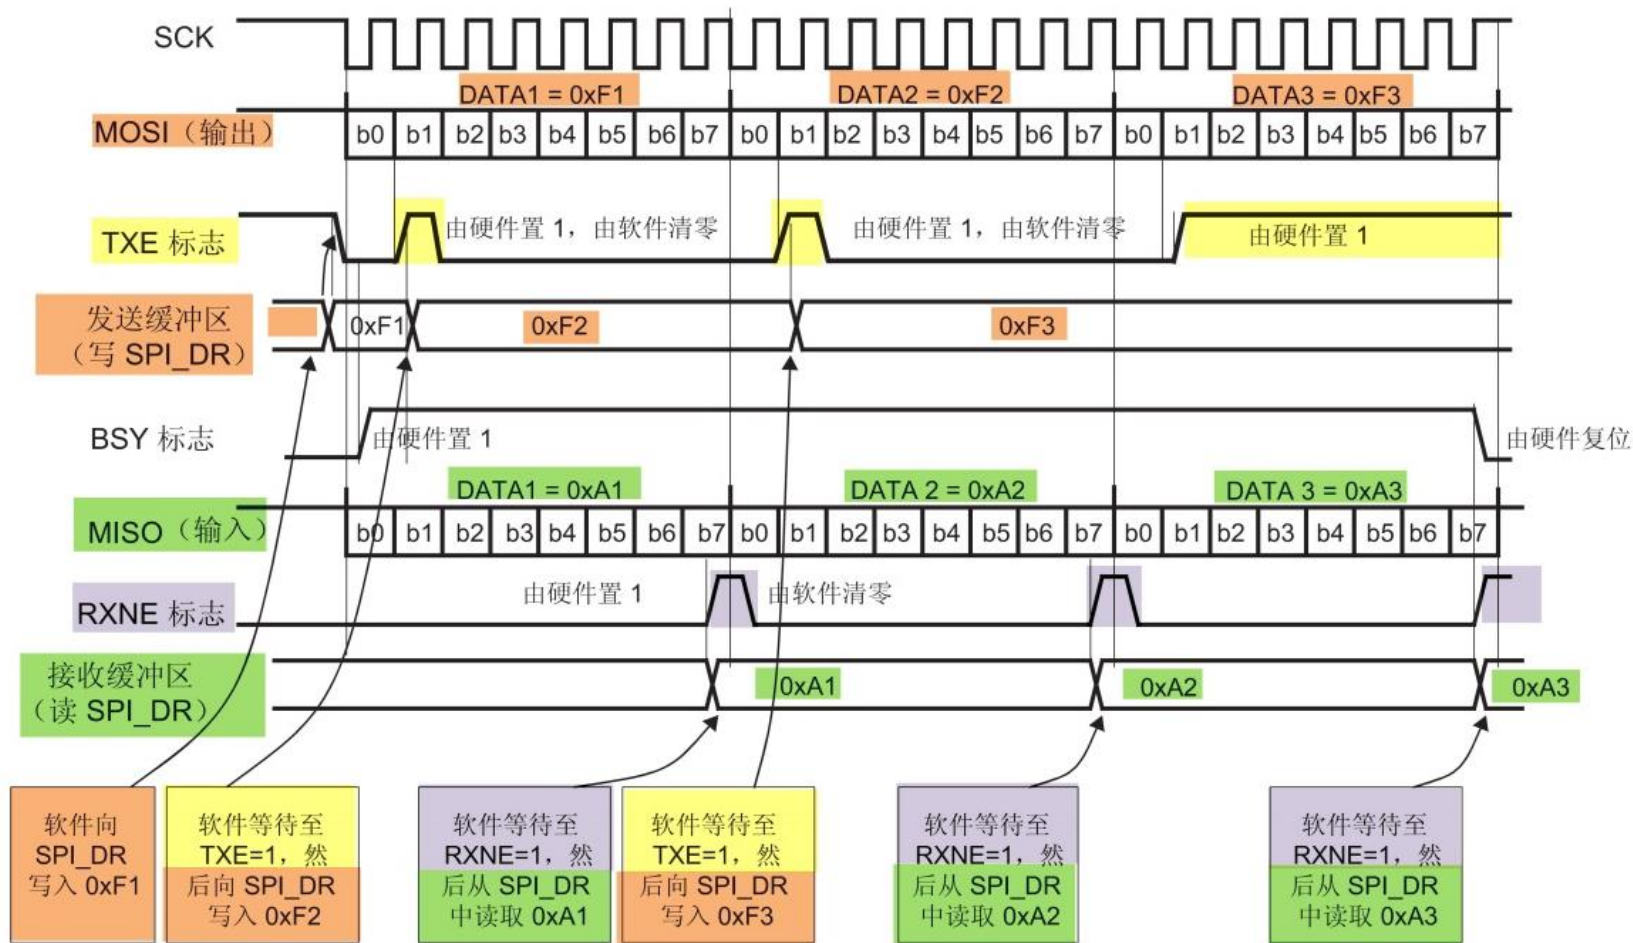 SCK
DATA1 = 0xF1 DATA2 = 0xF2 DATA3 = 0xF3
MOSI（输出）
b0 b1 b2 b3 b4 b5 b6 b7 b0 b1 b2 b3 b4 b5 b6 b7 b0 b1 b2 b3 b4 b5 b6 b7
TXE 标志
由硬件置 1，由软件清零 由硬件置 1，由软件清零 由硬件置 1
发送缓冲区
（写 SPI_DR）
0xF1 0xF2 0xF3
BSY 标志
由硬件置 1 由硬件复位
DATA1 = 0xA1 DATA 2 = 0xA2 DATA 3 = 0xA3
MISO（输入）
b0 b1 b2 b3 b4 b5 b6 b7 b0 b1 b2 b3 b4 b5 b6 b7 b0 b1 b2 b3 b4 b5 b6 b7
RXNE 标志
由硬件置 1 由软件清零
接收缓冲区
（读 SPI_DR）
0xA1 0xA2 0xA3
软件向
SPI_DR
写入 0xF1
软件等待至
TXE=1，然
后向 SPI_DR
写入 0xF2
软件等待至
RXNE=1，然
后从 SPI_DR
中读取 0xA1
软件等待至
TXE=1，然
后向 SPI_DR
写入 0xF3
软件等待至
RXNE=1，然
后从 SPI_DR
中读取 0xA2
软件等待至
RXNE=1，然
后从 SPI_DR
中读取 0xA3